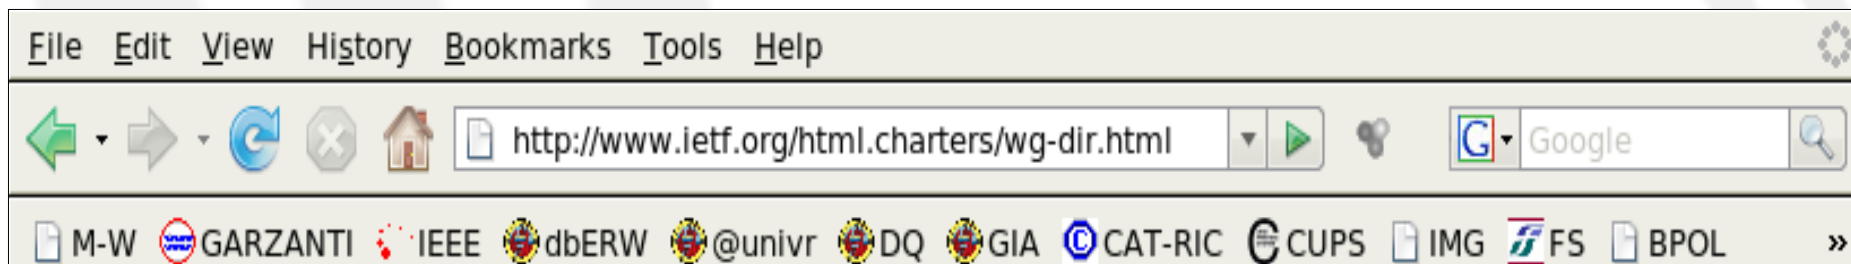 File Edit View History Bookmarks Tools Help
http://www.ietf.org/html.charters/wg-dir.html G Google
M-W GARZANTI IEEE dbERW @univr DQ GIA © CAT-RIC CUPS IMG FS BPOL »